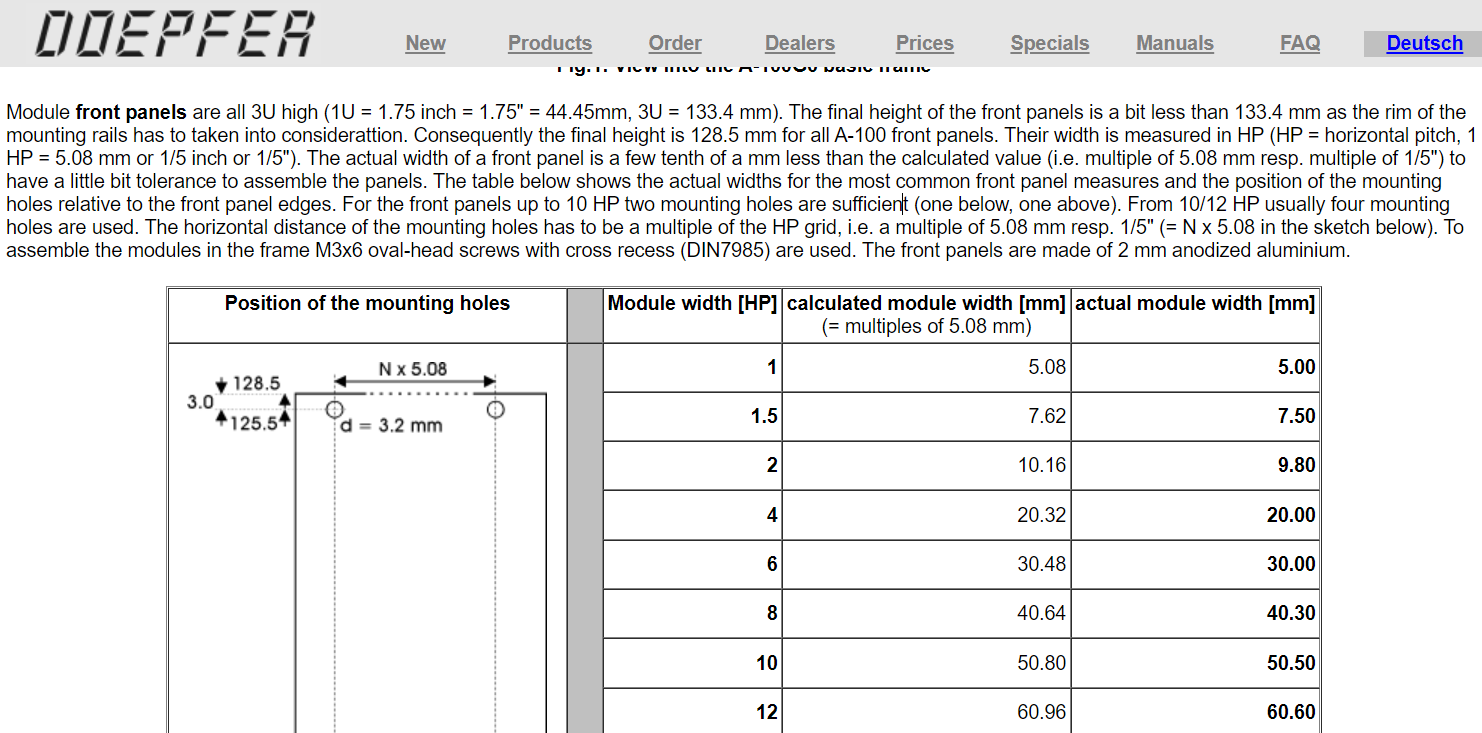 DOEPFER
New Products Order Dealers Prices Specials Manuals FAQ Deutsch
Fig.1: View into the A-100G6 basic frame
Module front panels are all 3U high (1U = 1.75 inch = 1.75" = 44.45mm, 3U = 133.4 mm). The final height of the front panels is a bit less than 133.4 mm as the rim of the
mounting rails has to taken into considerattion. Consequently the final height is 128.5 mm for all A-100 front panels. Their width is measured in HP (HP = horizontal pitch, 1
HP = 5.08 mm or 1/5 inch or 1/5"). The actual width of a front panel is a few tenth of a mm less than the calculated value (i.e. multiple of 5.08 mm resp. multiple of 1/5") to
have a little bit tolerance to assemble the panels. The table below shows the actual widths for the most common front panel measures and the position of the mounting
holes relative to the front panel edges. For the front panels up to 10 HP two mounting holes are sufficient (one below, one above). From 10/12 HP usually four mounting
holes are used. The horizontal distance of the mounting holes has to be a multiple of the HP grid, i.e. a multiple of 5.08 mm resp. 1/5" (= N x 5.08 in the sketch below). To
assemble the modules in the frame M3x6 oval-head screws with cross recess (DIN7985) are used. The front panels are made of 2 mm anodized aluminium.
Position of the mounting holes
Module width [HP] calculated module width [mm] actual module width [mm]
(= multiples of 5.08 mm)
N x 5.08
128.5
3.0
125.5
d = 3.2 mm
1 5.08 5.00
1.5 7.62 7.50
2 10.16 9.80
4 20.32 20.00
6 30.48 30.00
8 40.64 40.30
10 50.80 50.50
12 60.96 60.60